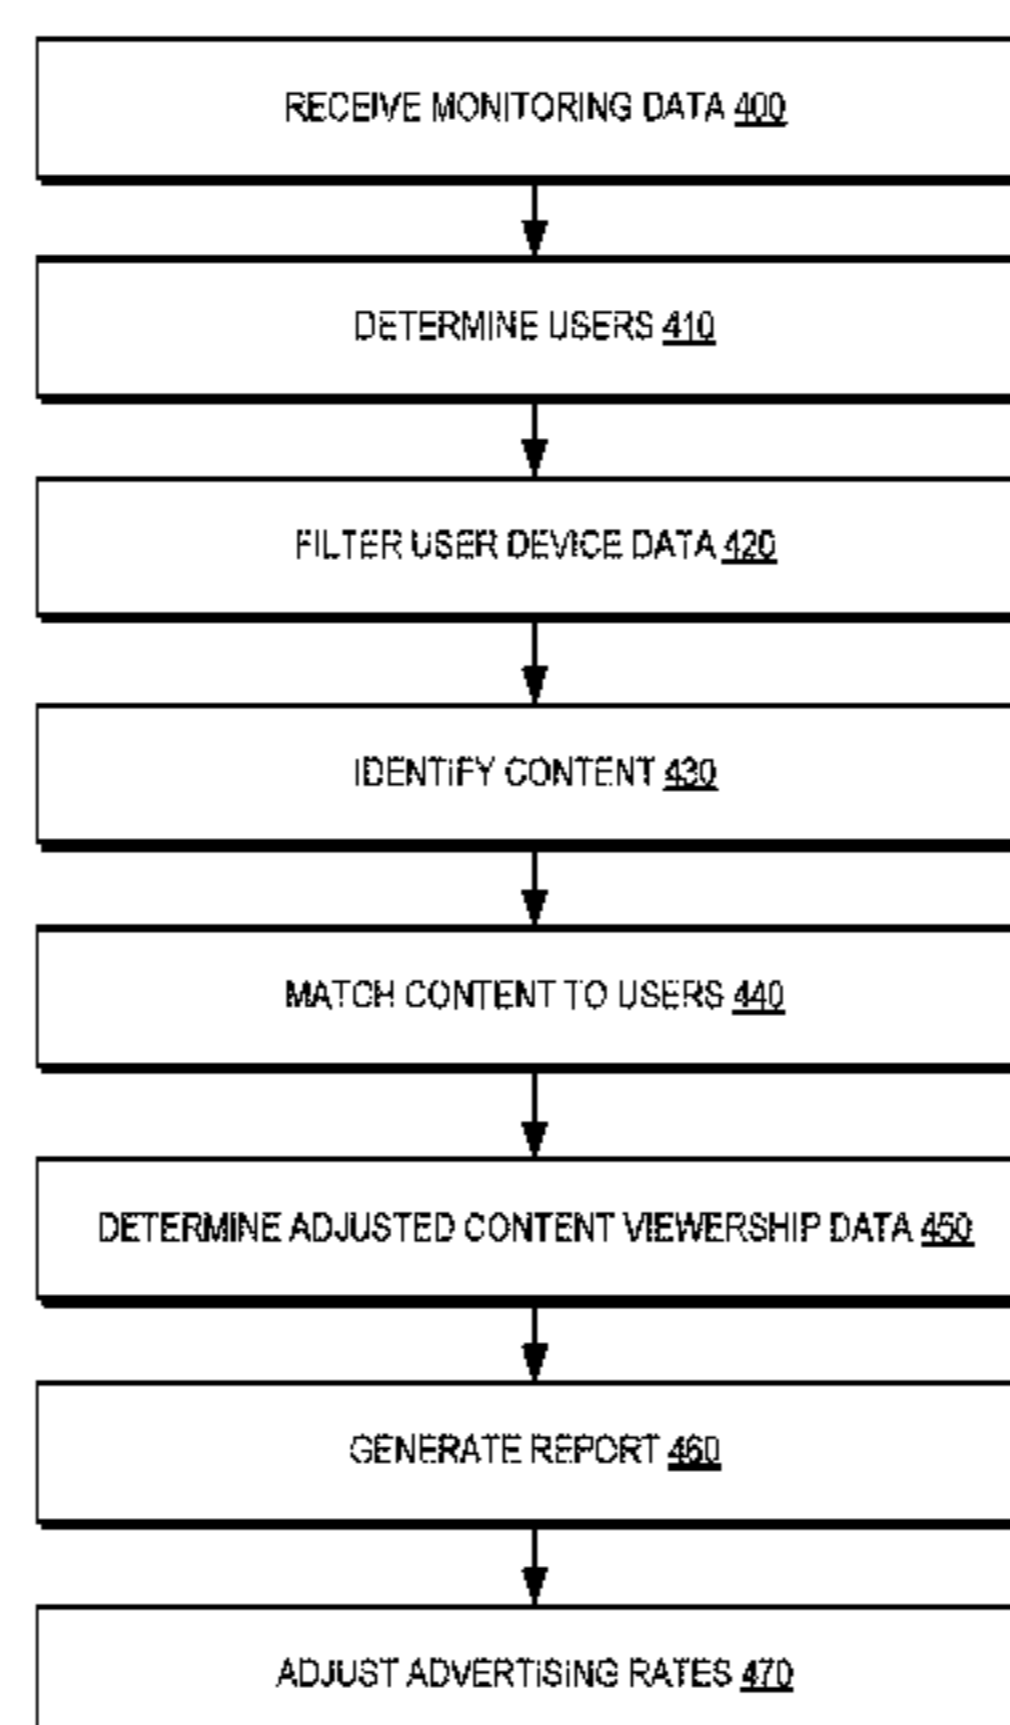 RECEIVE MONITORING DATA 400
DETERMINE USERS 410
FILTER USER DEVICE DATA 420
IDENTIFY CONTENT 430
MATCH CONTENT TO USERS 440
DETERMINE ADJUSTED CONTENT VIEWERSHIP DATA 450
GENERATE REPORT 460
ADJUST ADVERTISING RATES 470